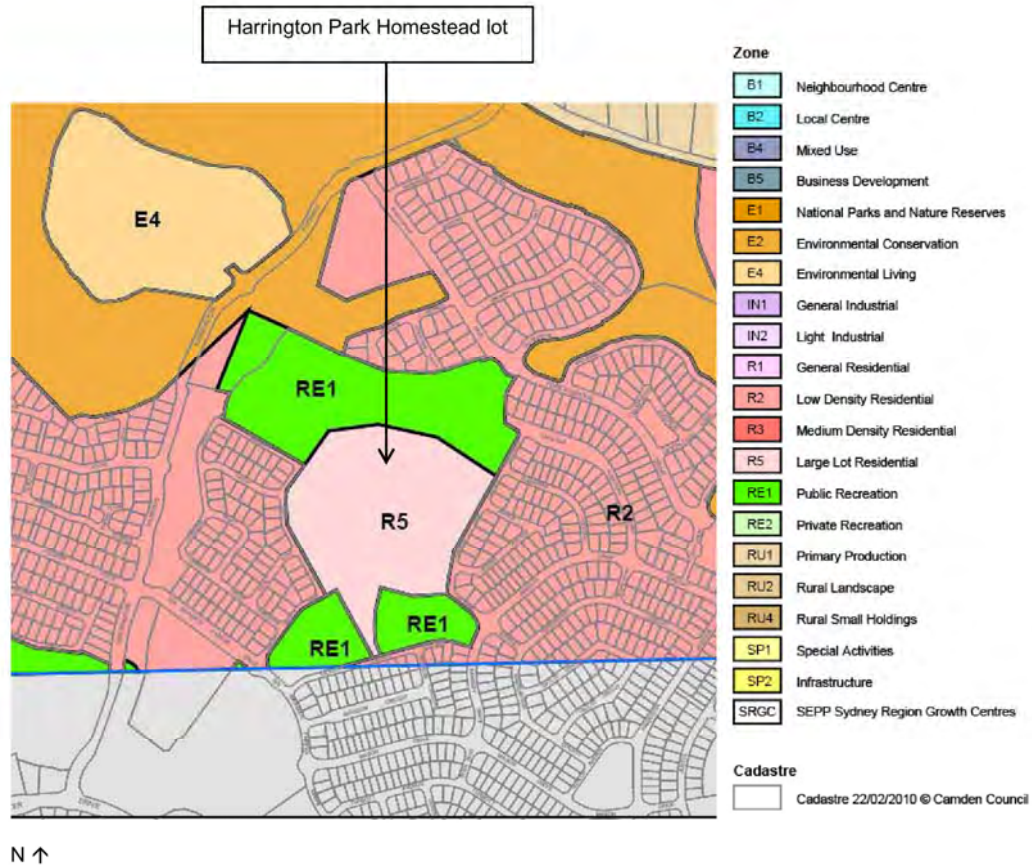 Harrington Park Homestead lot
E4
RE1
R5
R2
RE1
RE1
Zone
B1 Neighbourhood Centre
B2 Local Centre
B4 Mixed Use
B5 Business Development
E1 National Parks and Nature Reserves
E2 Environmental Conservation
E4 Environmental Living
IN1 General Industrial
IN2 Light Industrial
R1 General Residential
R2 Low Density Residential
R3 Medium Density Residential
R5 Large Lot Residential
RE1 Public Recreation
RE2 Private Recreation
RU1 Primary Production
RU2 Rural Landscape
RU4 Rural Small Holdings
SP1 Special Activities
SP2 Infrastructure
SRGC SEPP Sydney Region Growth Centres
Cadastre
Cadastre 22/02/2010 © Camden Council
N ↑